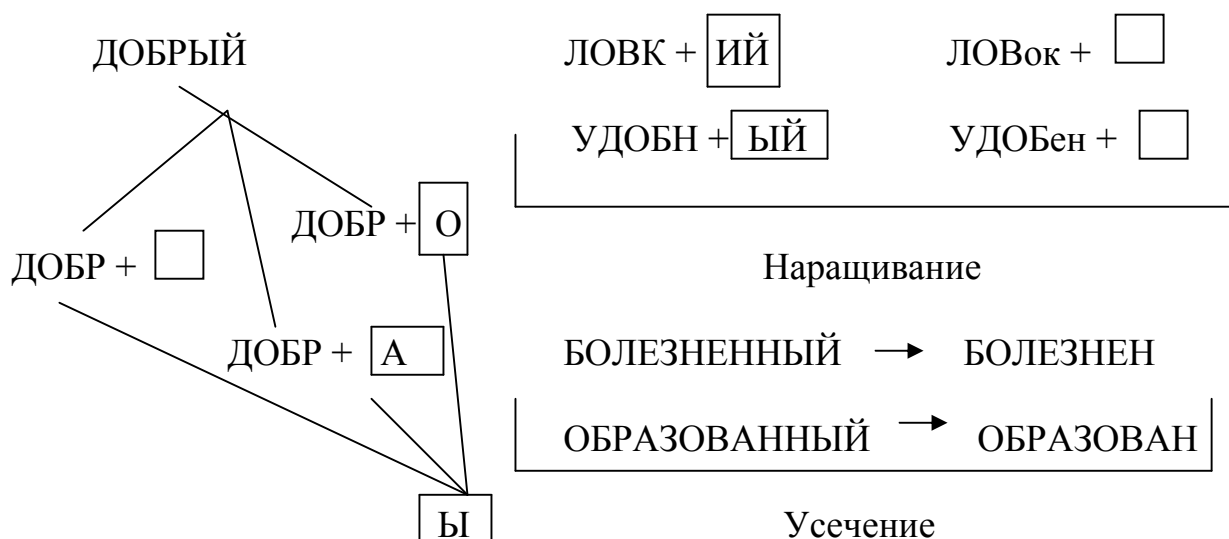 ДОБРЫЙ
ДОБР +
ДОБР + О
ДОБР + А
Ы
ЛОВК + ИЙ ЛОВок +
УДОБН + ЫЙ УДОБен +
Наращивание
БОЛЕЗНЕННЫЙ → БОЛЕЗНЕН
ОБРАЗОВАННЫЙ → ОБРАЗОВАН
Усечение